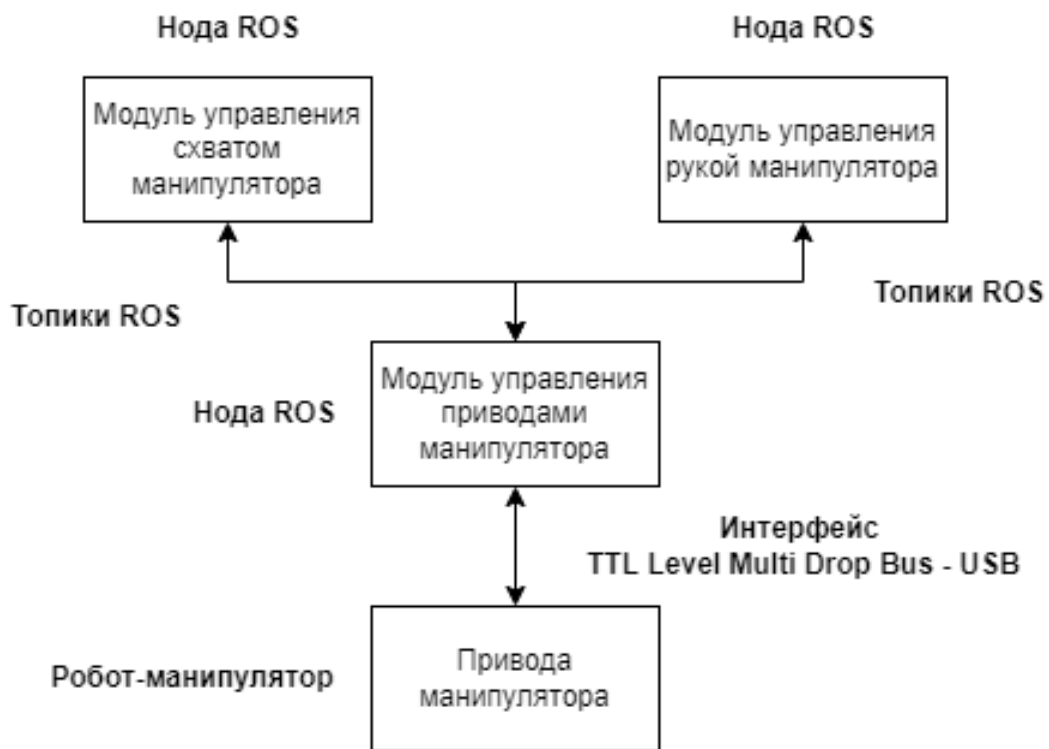 Нода ROS
Нода ROS
Модуль управления
схватом
манипулятора
Модуль управления
рукой манипулятора
Топики ROS
Топики ROS
Нода ROS
Модуль управления
приводами
манипулятора
Интерфейс
TTL Level Multi Drop Bus - USB
Робот-манипулятор
Привода
манипулятора